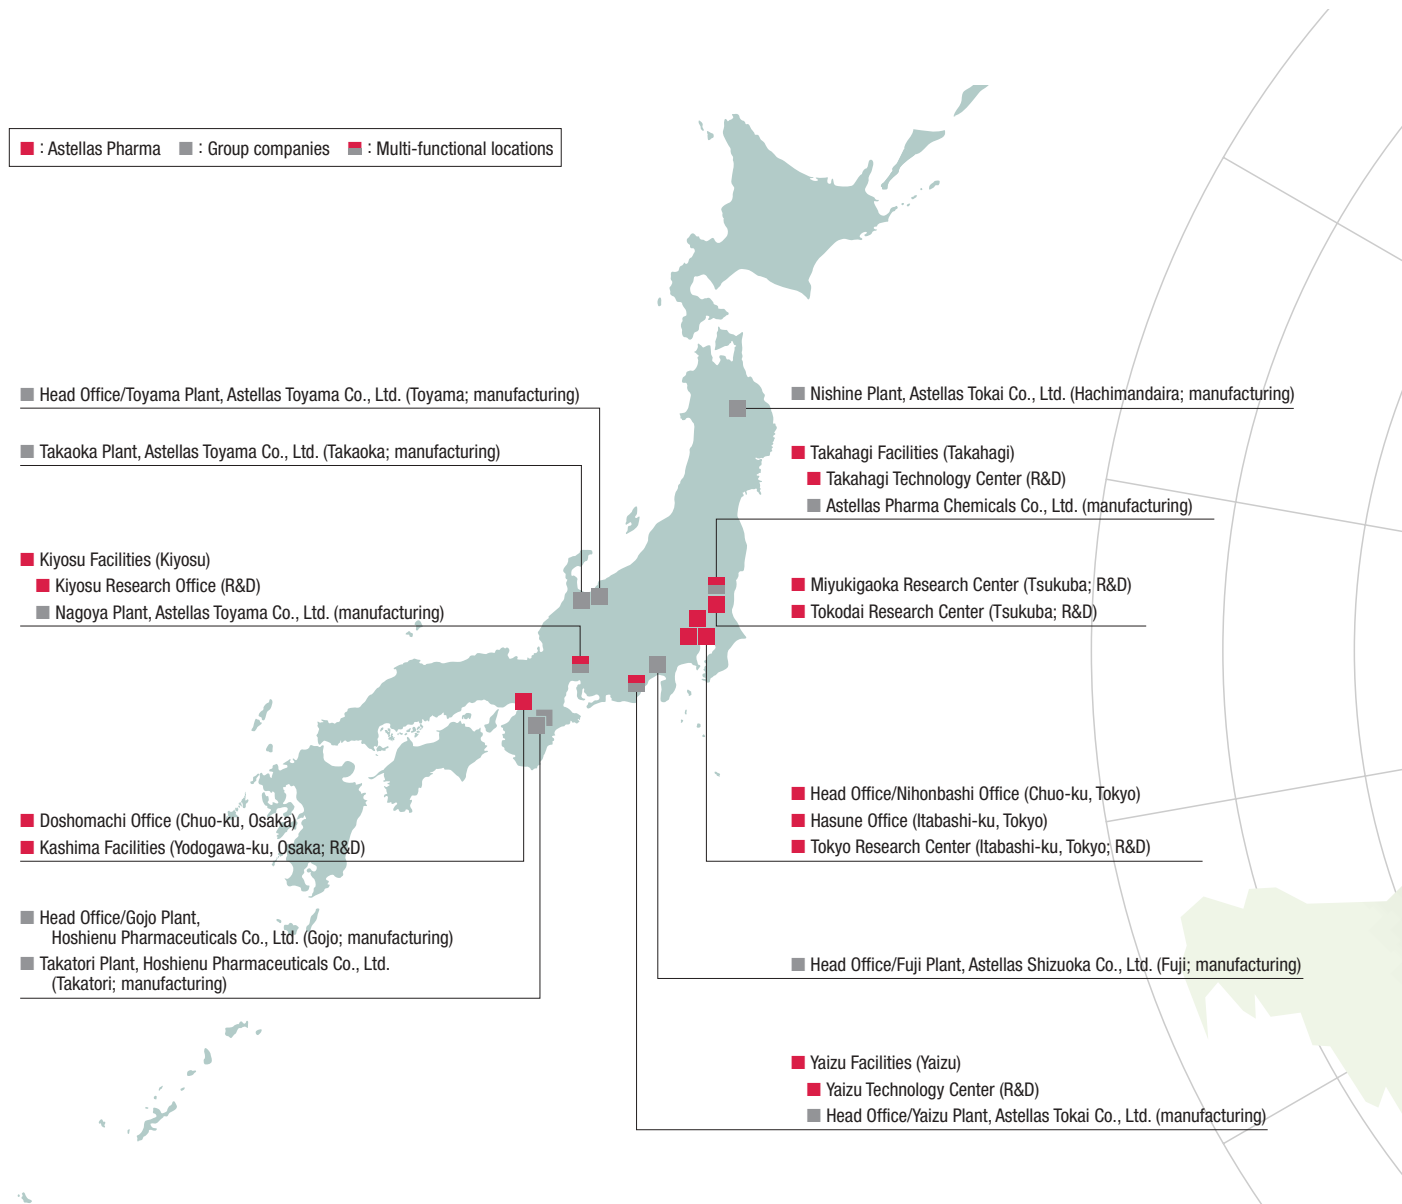 : Astellas Pharma : Group companies : Multi-functional locations
Head Office/Toyama Plant, Astellas Toyama Co., Ltd. (Toyama; manufacturing)
Takaoka Plant, Astellas Toyama Co., Ltd. (Takaoka; manufacturing)
Kiyosu Facilities (Kiyosu)
Kiyosu Research Office (R&D)
Nagoya Plant, Astellas Toyama Co., Ltd. (manufacturing)
Doshomachi Office (Chuo-ku, Osaka)
Kashima Facilities (Yodogawa-ku, Osaka; R&D)
Head Office/Gojo Plant,
Hoshienu Pharmaceuticals Co., Ltd. (Gojo; manufacturing)
Takatori Plant, Hoshienu Pharmaceuticals Co., Ltd.
(Takatori; manufacturing)
Nishine Plant, Astellas Tokai Co., Ltd. (Hachimandaira; manufacturing)
Takahagi Facilities (Takahagi)
Takahagi Technology Center (R&D)
Astellas Pharma Chemicals Co., Ltd. (manufacturing)
Miyukigaoka Research Center (Tsukuba; R&D)
Tokodai Research Center (Tsukuba; R&D)
Head Office/Nihonbashi Office (Chuo-ku, Tokyo)
Hasune Office (Itabashi-ku, Tokyo)
Tokyo Research Center (Itabashi-ku, Tokyo; R&D)
Head Office/Fuji Plant, Astellas Shizuoka Co., Ltd. (Fuji; manufacturing)
Yaizu Facilities (Yaizu)
Yaizu Technology Center (R&D)
Head Office/Yaizu Plant, Astellas Tokai Co., Ltd. (manufacturing)